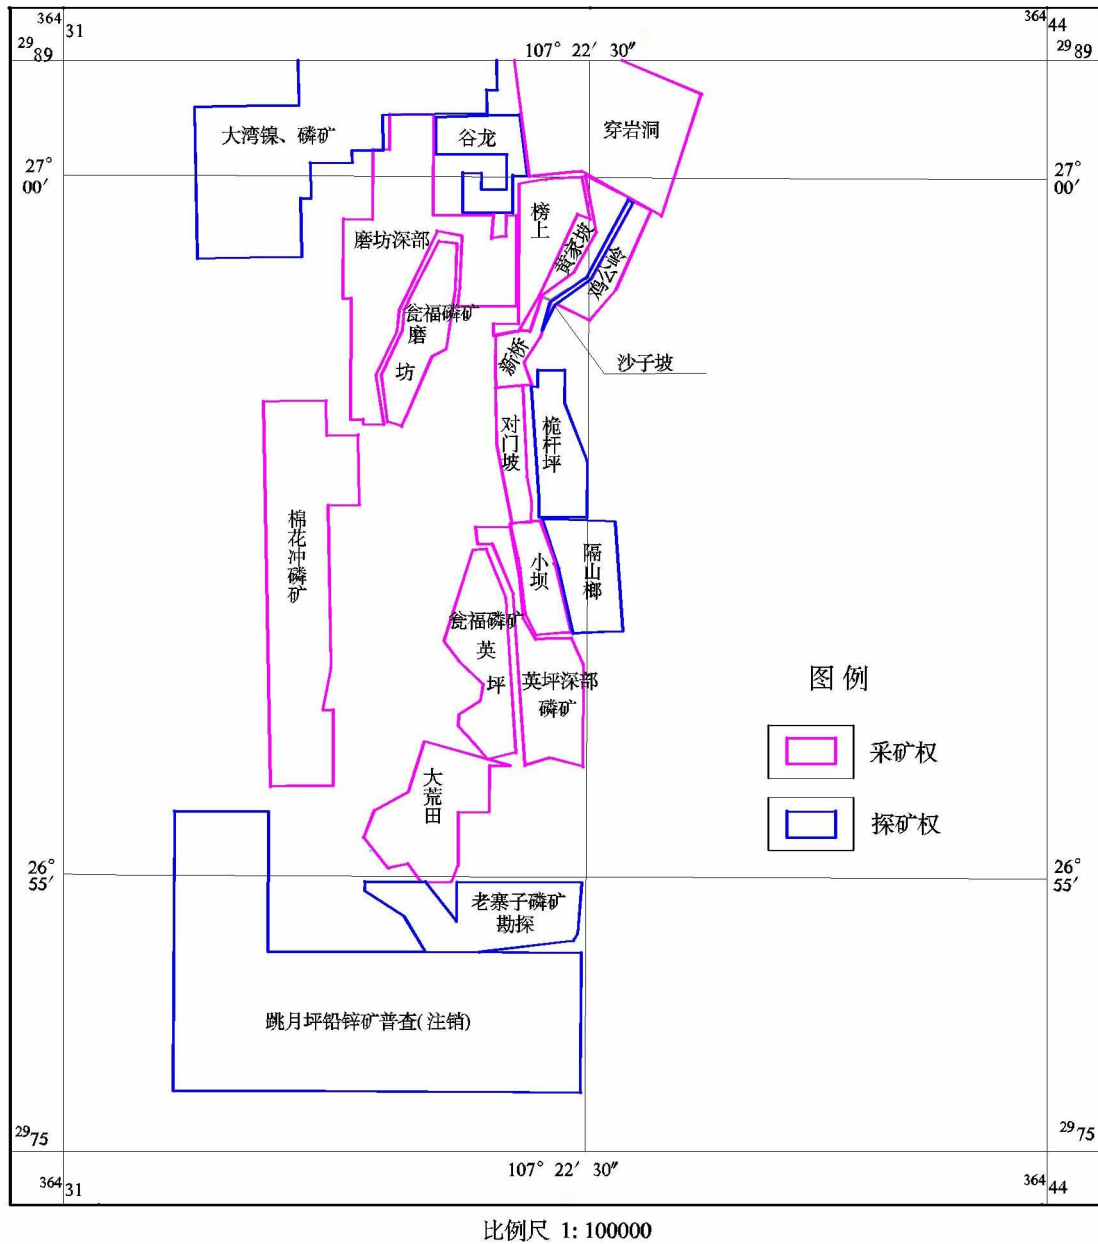 364 31
364 44
29 89
107° 22′ 30″
29 89
大湾镍、磷矿
谷龙
穿岩洞
27° 00′
27° 00′
榜上
磨坊深部
黄家坡
鸡公岭
瓮福磷矿
磨坊
新桥
沙子坡
对门坡
桅杆坪
棉花冲磷矿
小坝
隔山榔
瓮福磷矿
英坪
英坪深部
磷矿
图例
采矿权
大荒田
探矿权
26° 55′
26° 55′
老寨子磷矿
勘探
跳月坪铅锌矿普查(注销)
29 75
29 75
107° 22′ 30″
364 31
364 44
比例尺 1: 100000